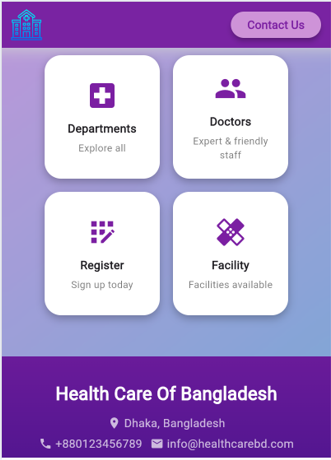 Contact Us
Departments
Explore all
Doctors
Expert & friendly
staff
Register
Sign up today
Facility
Facilities available
Health Care Of Bangladesh
Dhaka, Bangladesh
+880123456789 info@healthcarebd.com